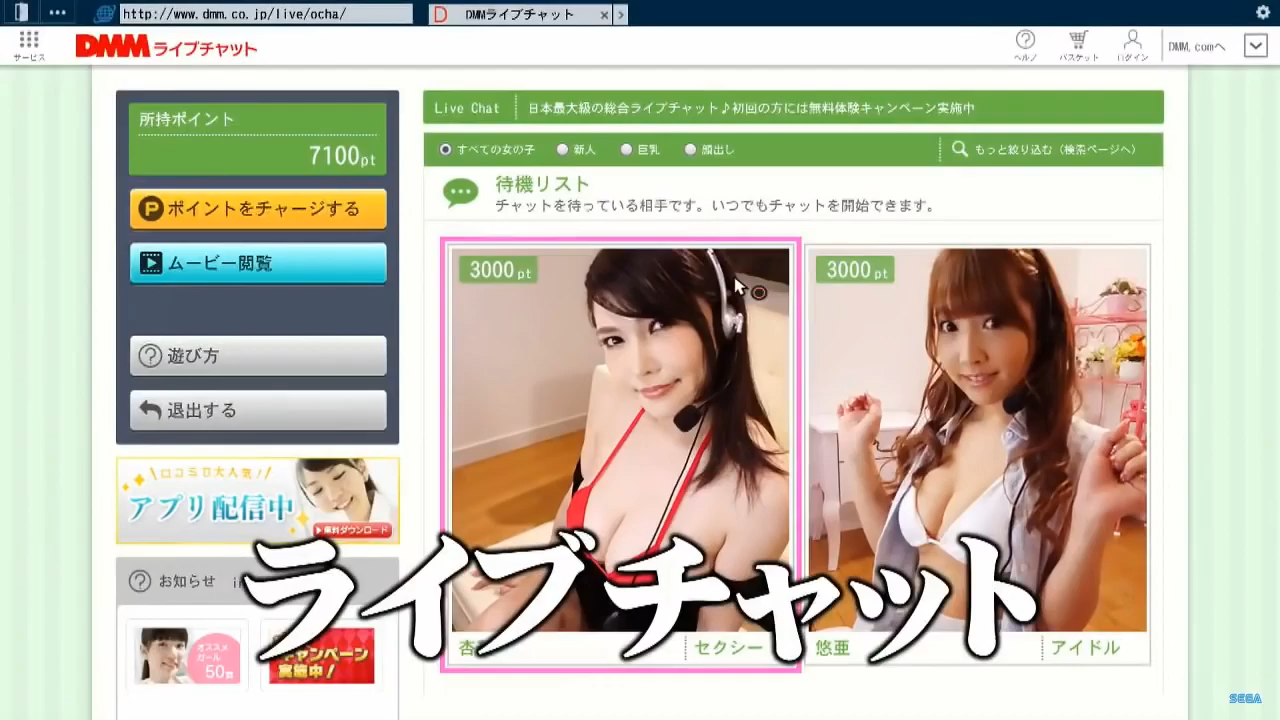 http://www.dmm.co.jp/live/ocha/
DMMライブチャット
サービス
DMM ライブチャット
ヘルプ
バスケット
ログイン
DMM.comへ
所持ポイント
7100pt
ポイントをチャージする
ムービー閲覧
遊び方
退出する
口コミで大人気!!
アプリ配信中
無料ダウンロード
お知らせ
オススメ
ガール
キャンペーン
実施中!
Live Chat
日本最大級の総合ライブチャット♪初回の方には無料体験キャンペーン実施中
すべての女の子
新人
巨乳
顔出し
もっと絞り込む（検索ページへ）
待機リスト
チャットを待っている相手です。いつでもチャットを開始できます。
3000pt
杏
セクシー
3000pt
悠亜
アイドル
ライブチャット
SEGA